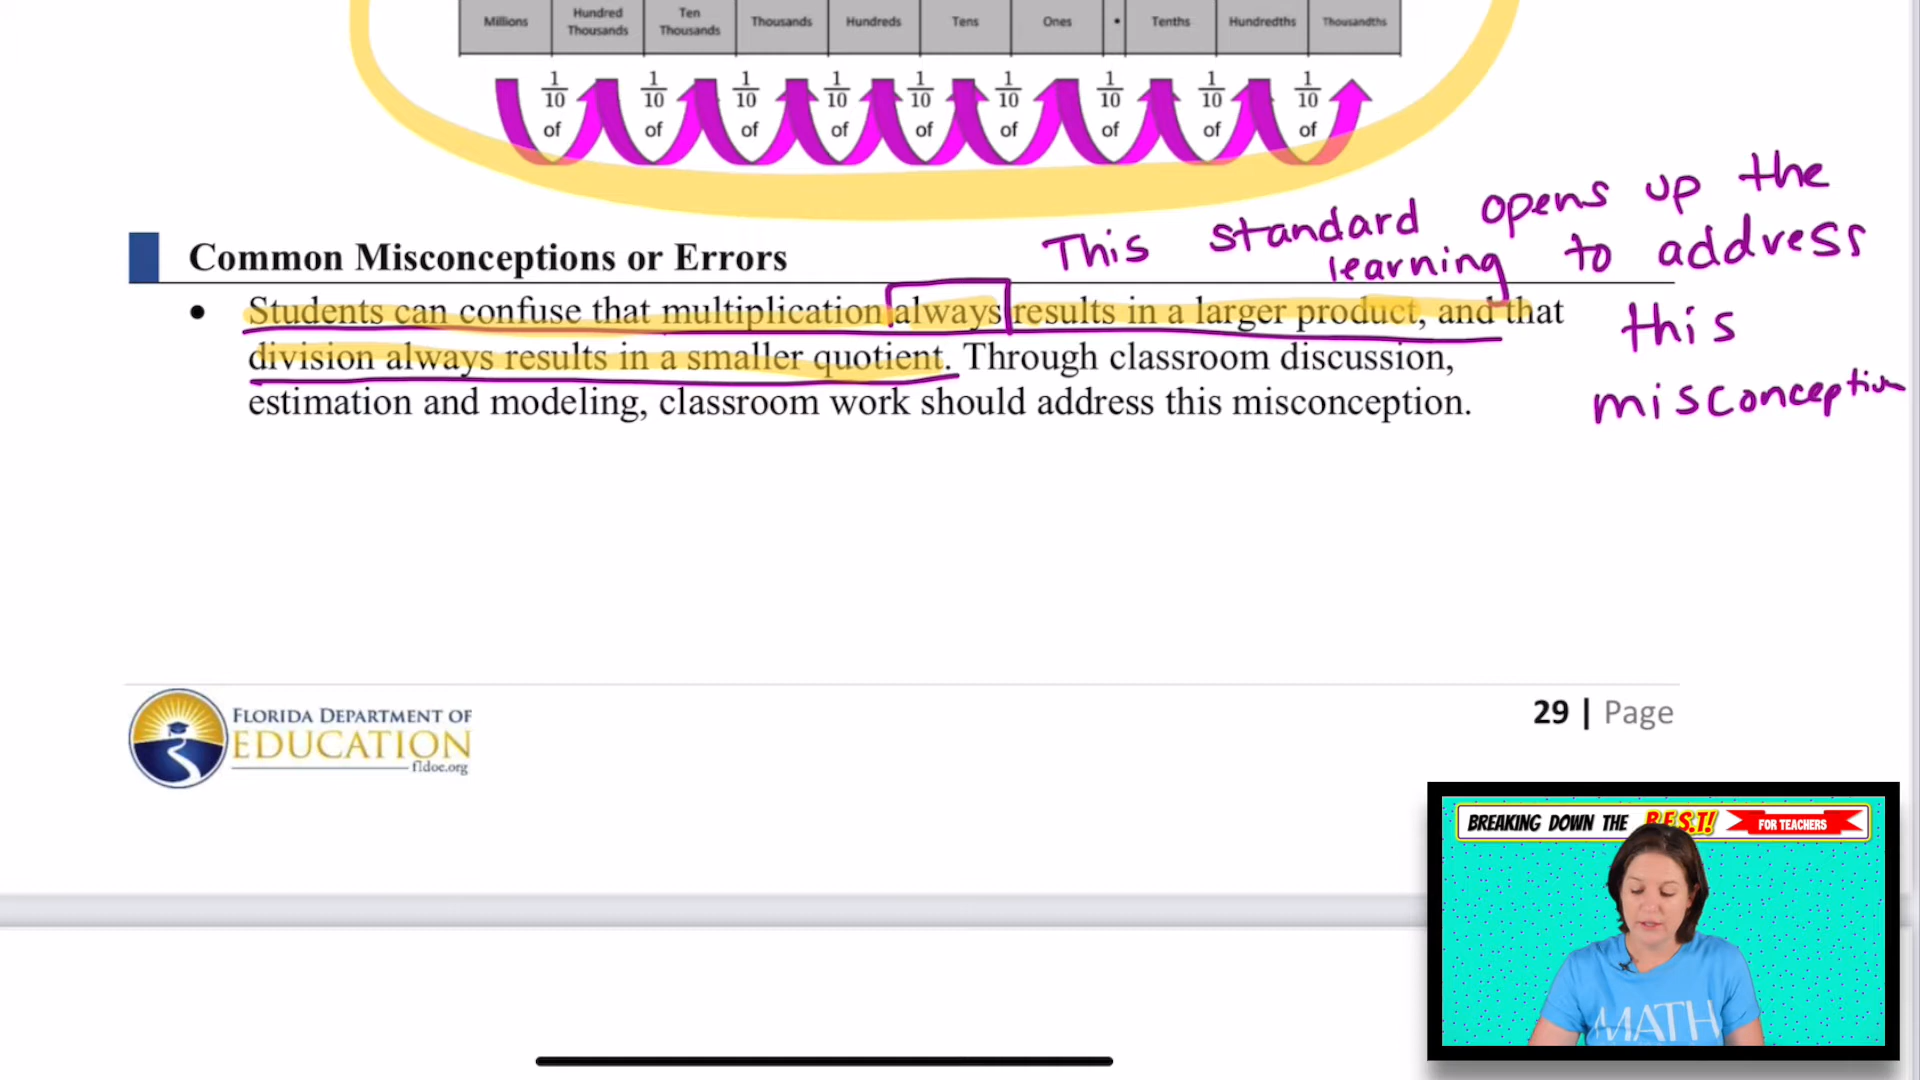 Millions Hundred Thousands Ten Thousands Thousands Hundreds Tens Ones • Tenths Hundredths Thousandths
1/10 of 1/10 of 1/10 of 1/10 of 1/10 of 1/10 of 1/10 of 1/10 of 1/10 of
This standard opens up the
learning to address
this
misconception
Common Misconceptions or Errors
• Students can confuse that multiplication always results in a larger product, and that
division always results in a smaller quotient. Through classroom discussion,
estimation and modeling, classroom work should address this misconception.
FLORIDA DEPARTMENT OF
EDUCATION
fldoe.org
29 | Page
BREAKING DOWN THE B.E.S.T! FOR TEACHERS
MATH